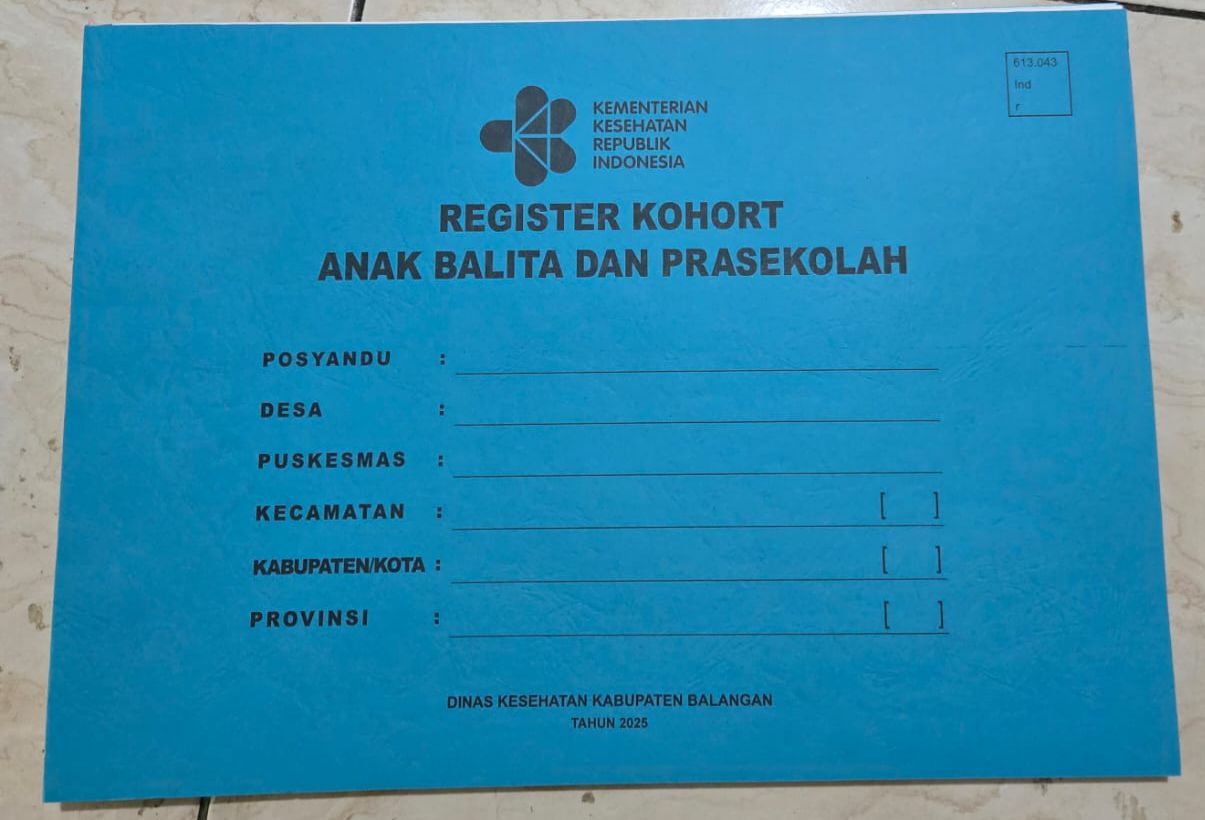 613.043
Ind
r
KEMENTERIAN
KESEHATAN
REPUBLIK
INDONESIA
REGISTER KOHORT
ANAK BALITA DAN PRASEKOLAH
POSYANDU :
DESA :
PUSKESMAS :
KECAMATAN : [ ]
KABUPATEN/KOTA : [ ]
PROVINSI : [ ]
DINAS KESEHATAN KABUPATEN BALANGAN
TAHUN 2025